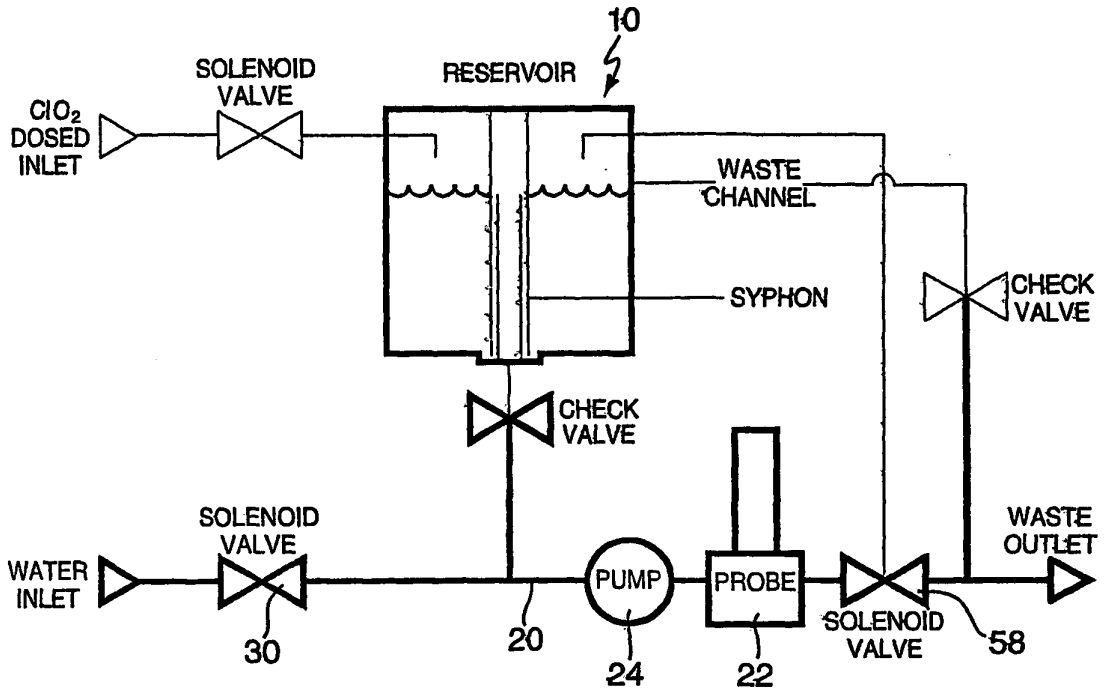 10
SOLENOID
VALVE
RESERVOIR
ClO₂
DOSED
INLET
WASTE
CHANNEL
SYPHON
CHECK
VALVE
CHECK
VALVE
SOLENOID
VALVE
WASTE
OUTLET
WATER
INLET
PUMP
PROBE
SOLENOID
VALVE
30
20
24
22
58